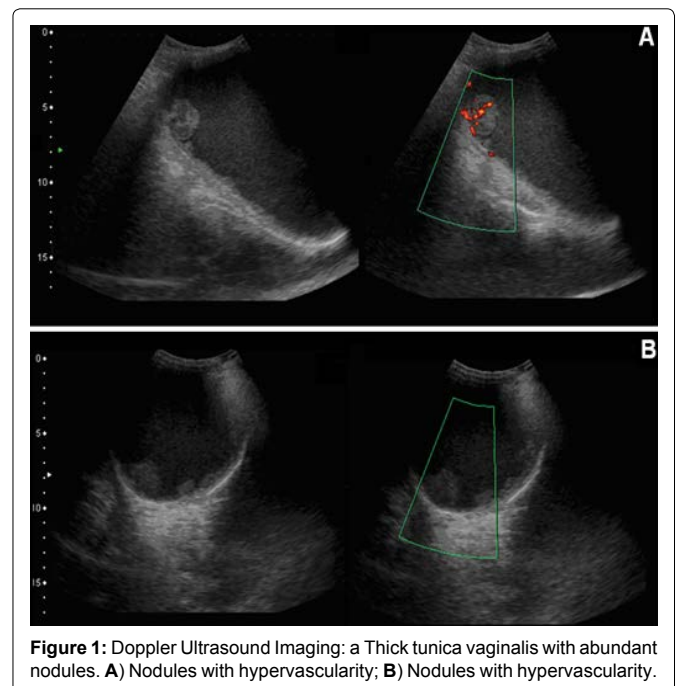 A
0
5
10
15
B
0
5
10
15
Figure 1: Doppler Ultrasound Imaging: a Thick tunica vaginalis with abundant
nodules. A) Nodules with hypervascularity; B) Nodules with hypervascularity.